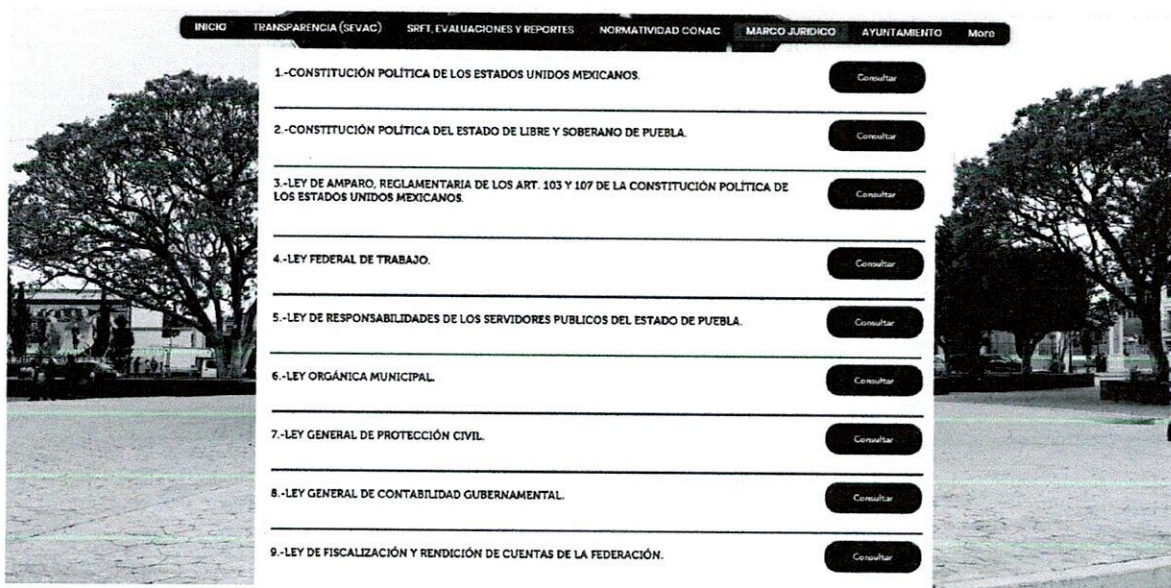 INICIO TRANSPARENCIA (SEVAC) SRFT, EVALUACIONES Y REPORTES NORMATIVIDAD CONAC MARCO JURIDICO AYUNTAMIENTO More
1.-CONSTITUCIÓN POLÍTICA DE LOS ESTADOS UNIDOS MEXICANOS. Consultar
2.-CONSTITUCIÓN POLÍTICA DEL ESTADO DE LIBRE Y SOBERANO DE PUEBLA. Consultar
3.-LEY DE AMPARO, REGLAMENTARIA DE LOS ART. 103 Y 107 DE LA CONSTITUCIÓN POLÍTICA DE
LOS ESTADOS UNIDOS MEXICANOS. Consultar
4.-LEY FEDERAL DE TRABAJO. Consultar
5.-LEY DE RESPONSABILIDADES DE LOS SERVIDORES PUBLICOS DEL ESTADO DE PUEBLA. Consultar
6.-LEY ORGÁNICA MUNICIPAL. Consultar
7.-LEY GENERAL DE PROTECCIÓN CIVIL. Consultar
8.-LEY GENERAL DE CONTABILIDAD GUBERNAMENTAL. Consultar
9.-LEY DE FISCALIZACIÓN Y RENDICIÓN DE CUENTAS DE LA FEDERACIÓN. Consultar